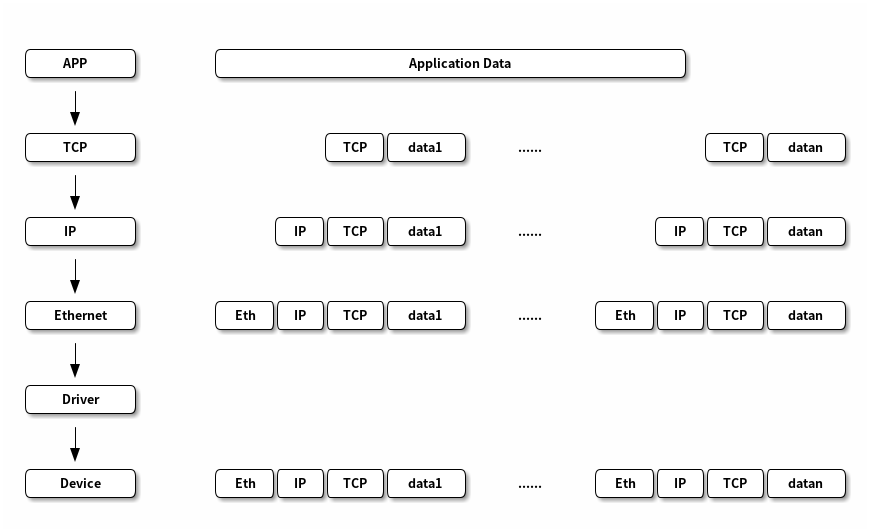 APP Application Data
TCP TCP data1 ...... TCP datan
IP IP TCP data1 ...... IP TCP datan
Ethernet Eth IP TCP data1 ...... Eth IP TCP datan
Driver
Device Eth IP TCP data1 ...... Eth IP TCP datan